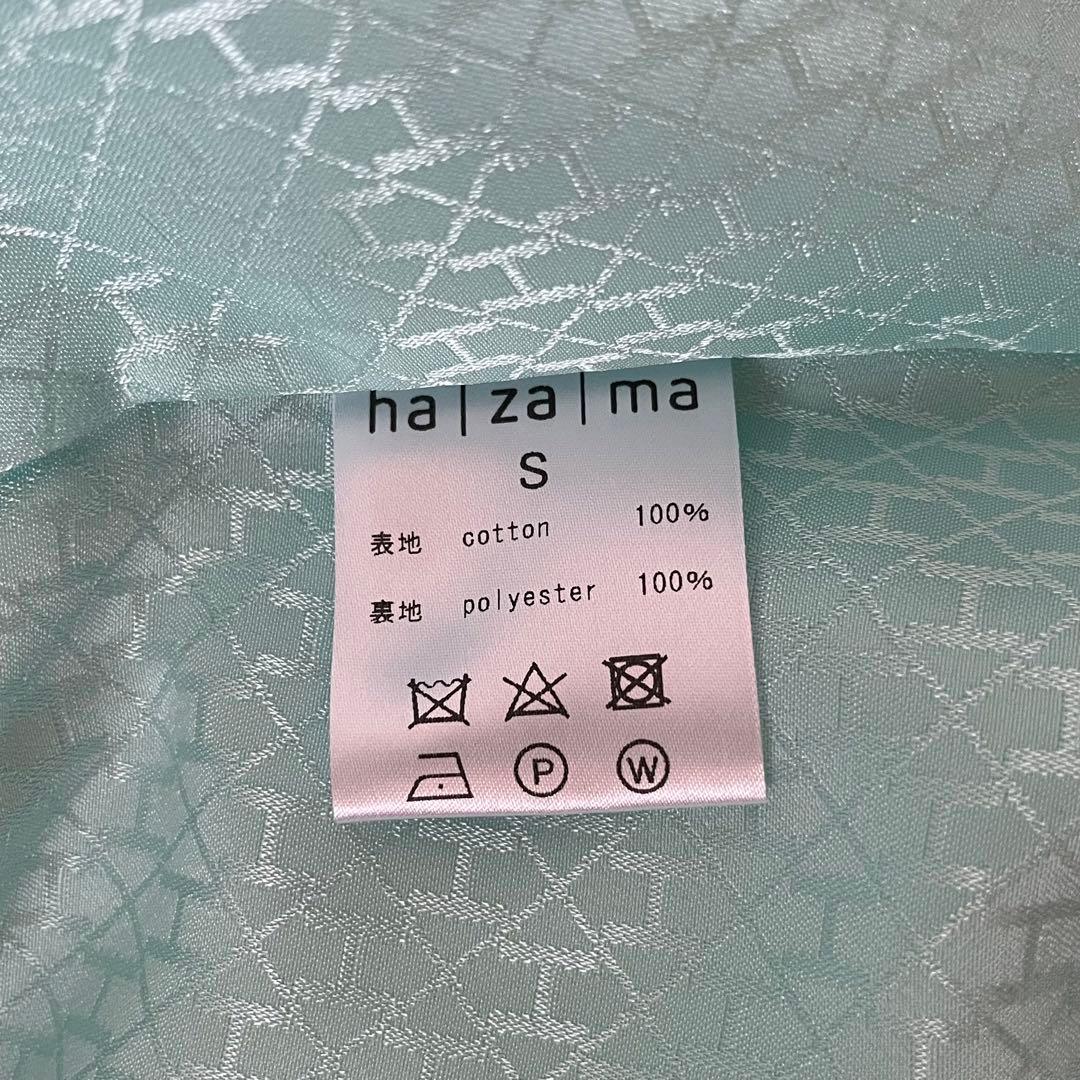 ha|za|ma
S
表地 cotton 100%
裏地 polyester 100%
P W